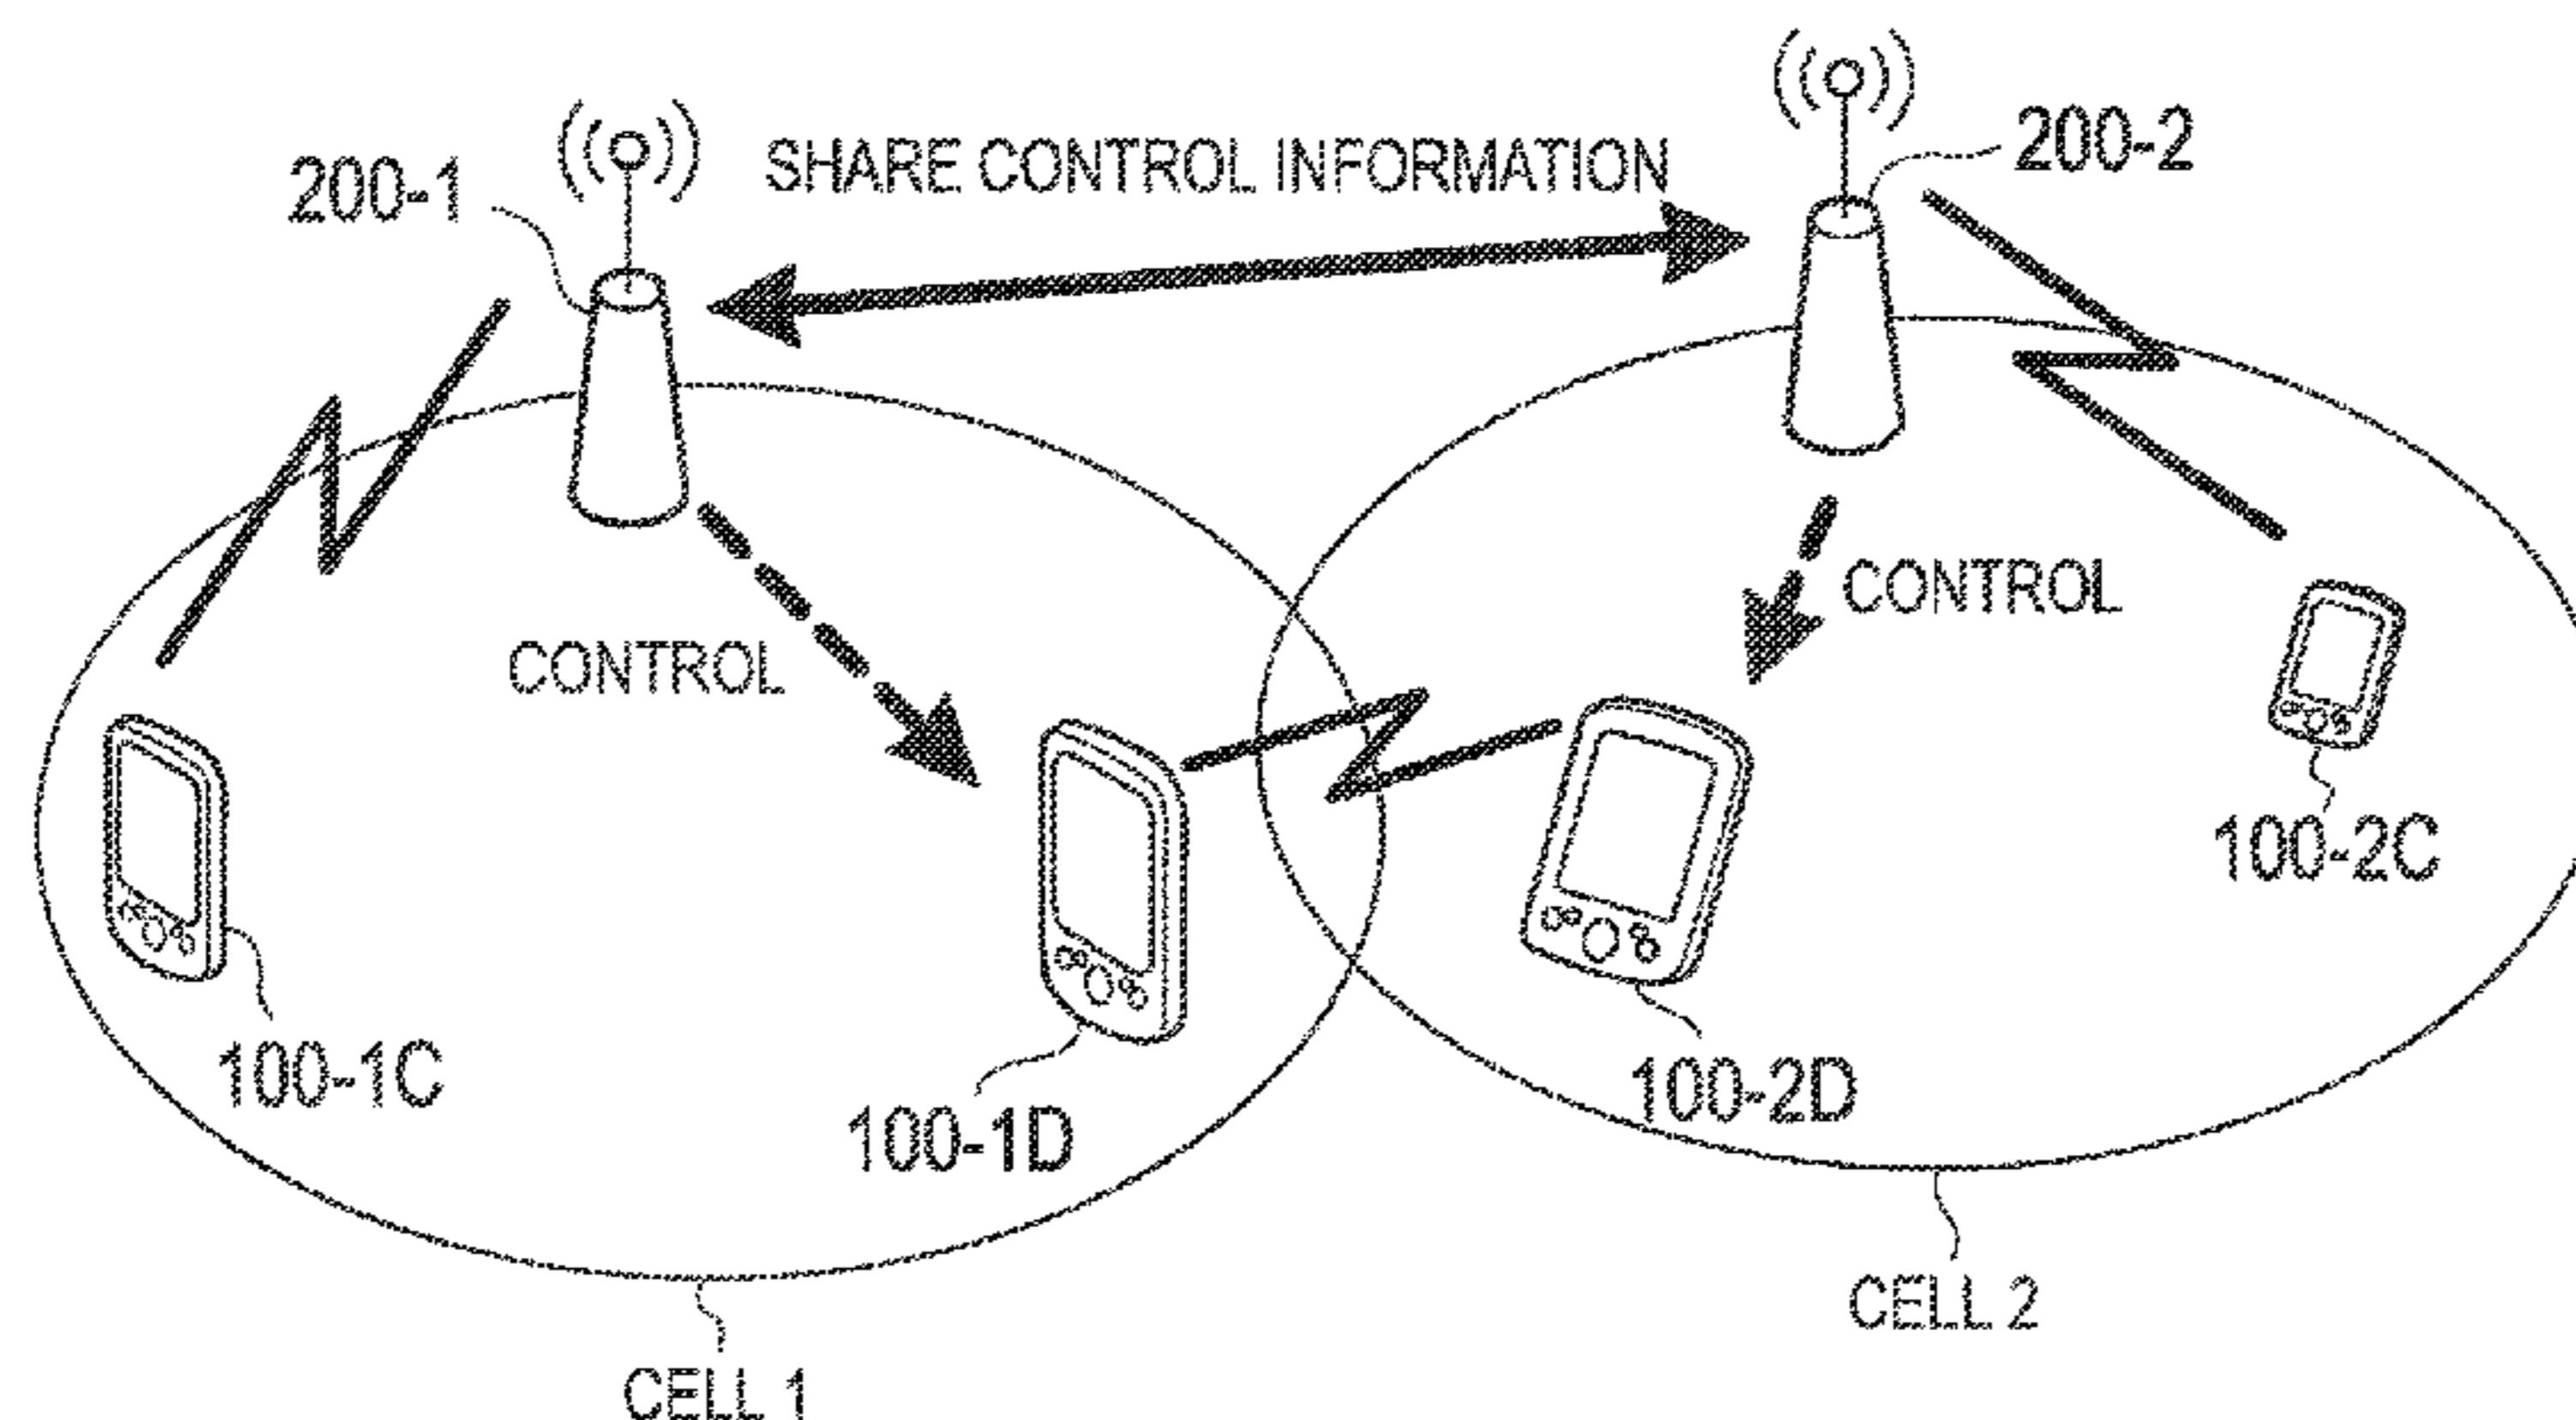 200-2
SHARE CONTROL INFORMATION
200-1
CONTROL
CONTROL
100-2C
100-1C
100-2D
100-1D
CELL 2
CELL 1